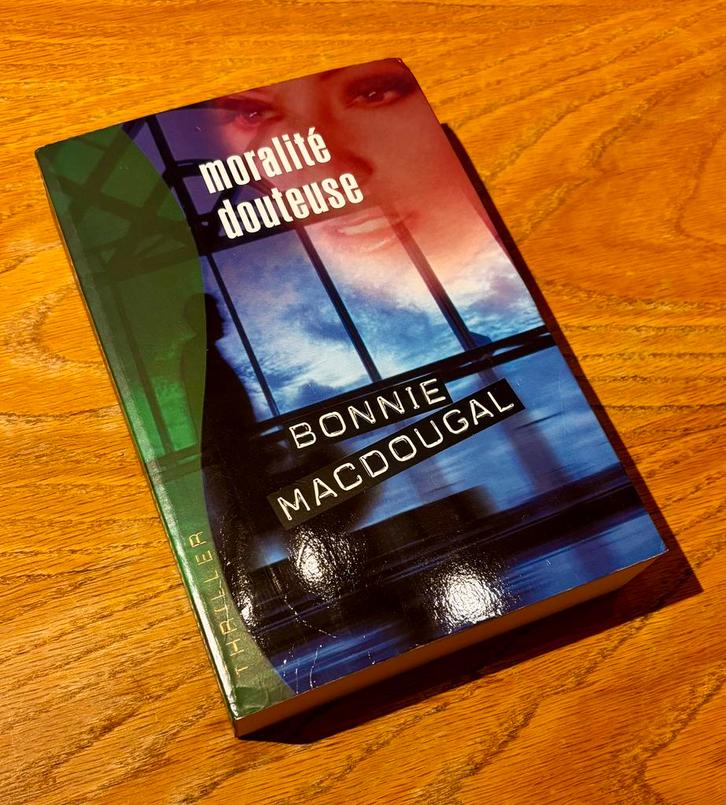 moralité
douteuse
BONNIE
MACDOUGAL
THRILLER